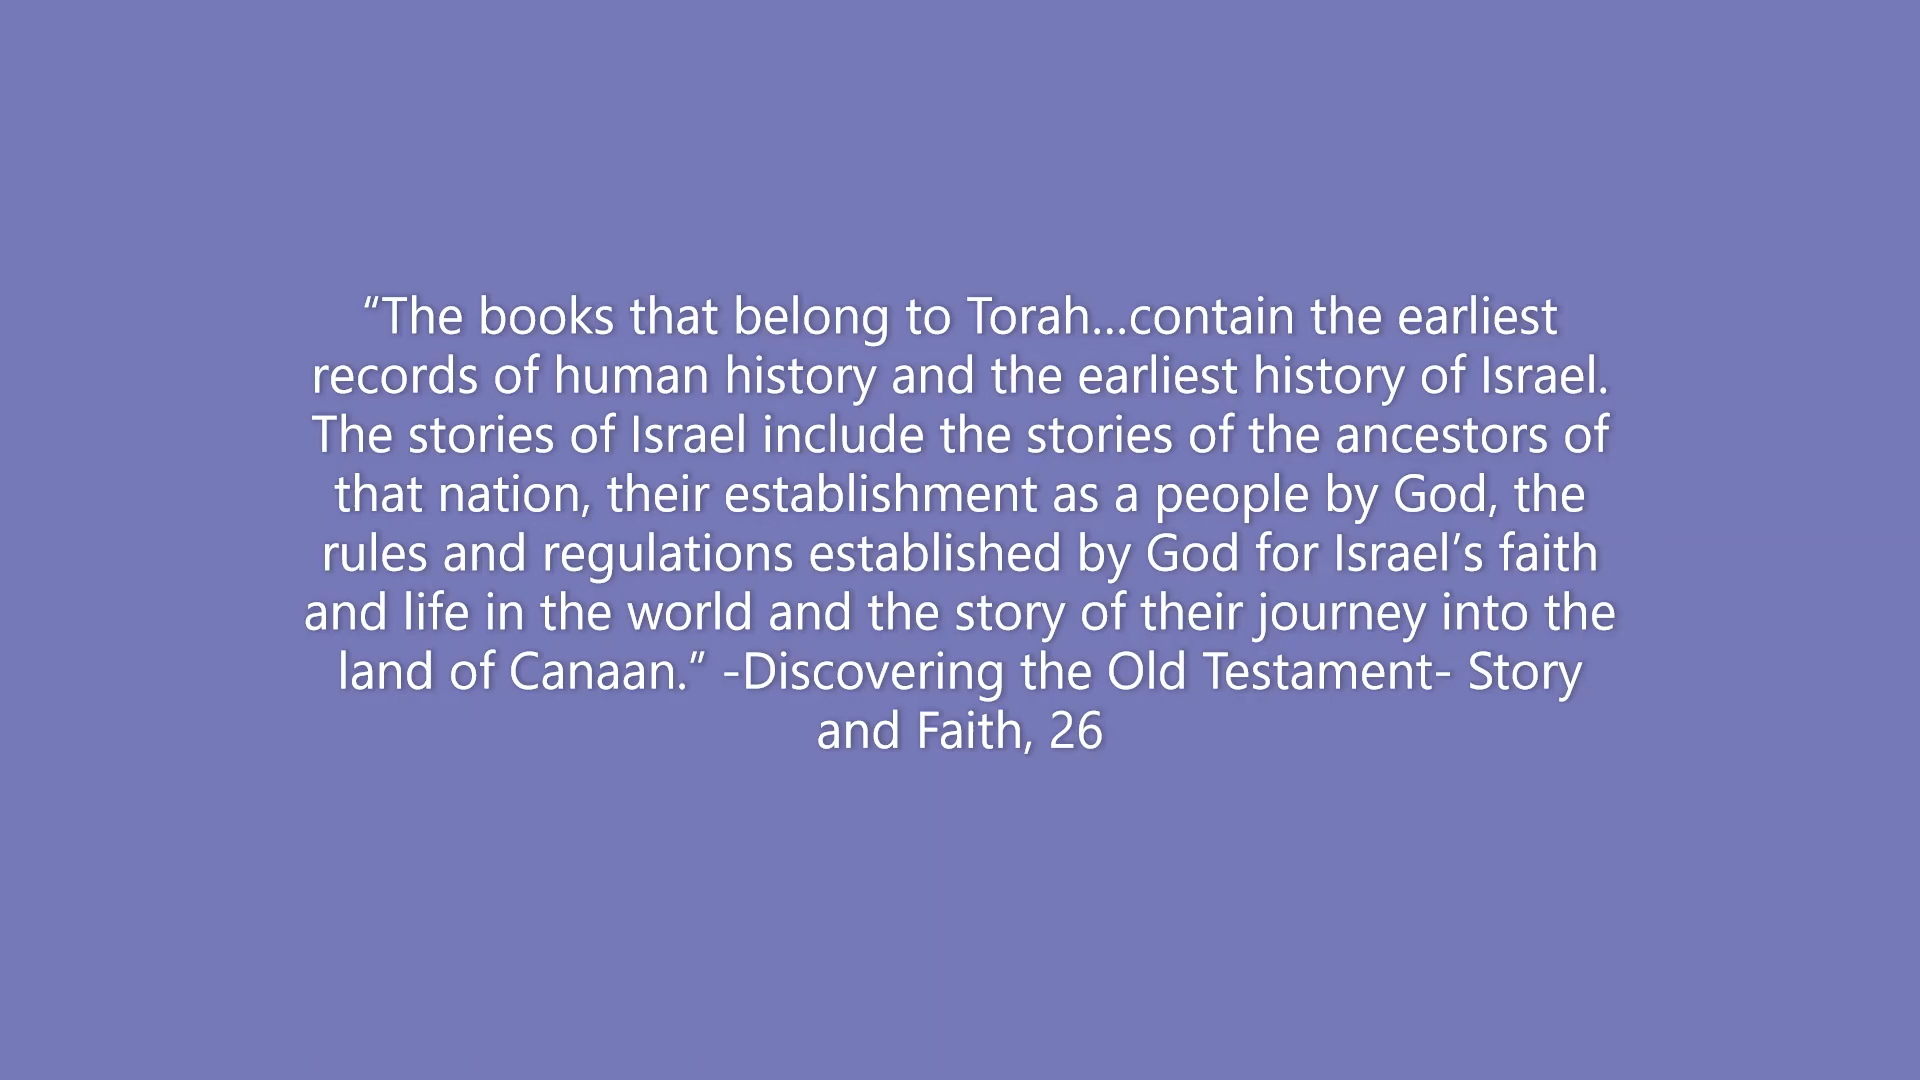 “The books that belong to Torah...contain the earliest
records of human history and the earliest history of Israel.
The stories of Israel include the stories of the ancestors of
that nation, their establishment as a people by God, the
rules and regulations established by God for Israel’s faith
and life in the world and the story of their journey into the
land of Canaan.” -Discovering the Old Testament- Story
and Faith, 26